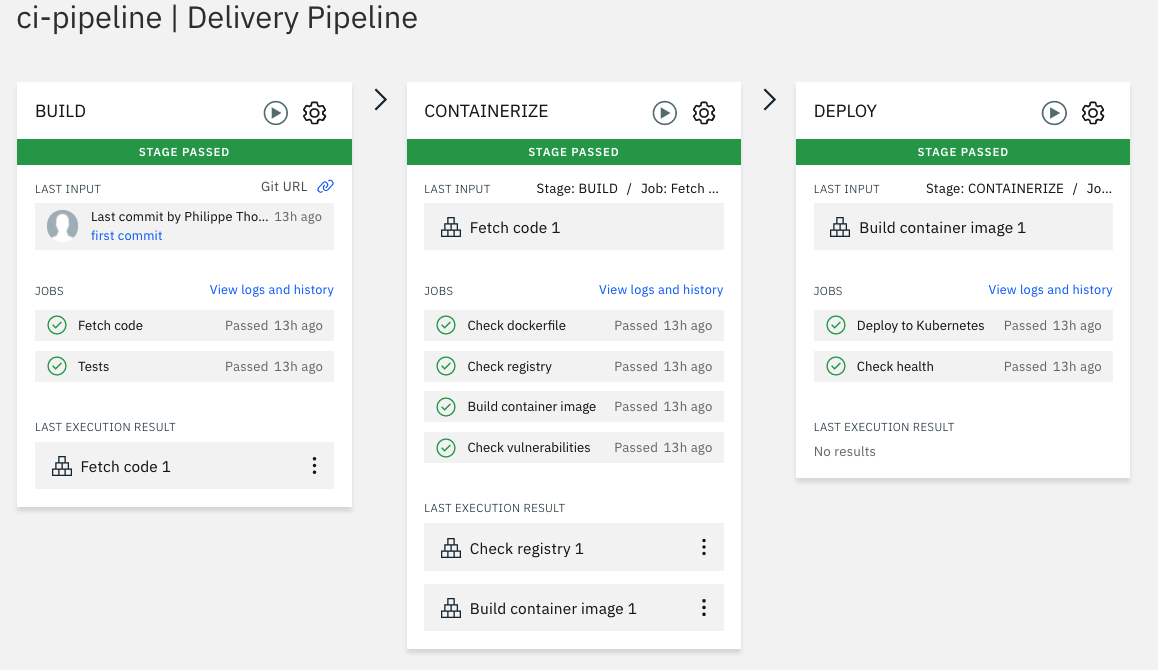 ci-pipeline | Delivery Pipeline
BUILD
STAGE PASSED
LAST INPUT
Git URL
Last commit by Philippe Tho... 13h ago
first commit
JOBS
View logs and history
Fetch code Passed 13h ago
Tests Passed 13h ago
LAST EXECUTION RESULT
Fetch code 1
CONTAINERIZE
STAGE PASSED
LAST INPUT
Stage: BUILD / Job: Fetch ...
Fetch code 1
JOBS
View logs and history
Check dockerfile Passed 13h ago
Check registry Passed 13h ago
Build container image Passed 13h ago
Check vulnerabilities Passed 13h ago
LAST EXECUTION RESULT
Check registry 1
Build container image 1
DEPLOY
STAGE PASSED
LAST INPUT
Stage: CONTAINERIZE / Jo...
Build container image 1
JOBS
View logs and history
Deploy to Kubernetes Passed 13h ago
Check health Passed 13h ago
LAST EXECUTION RESULT
No results